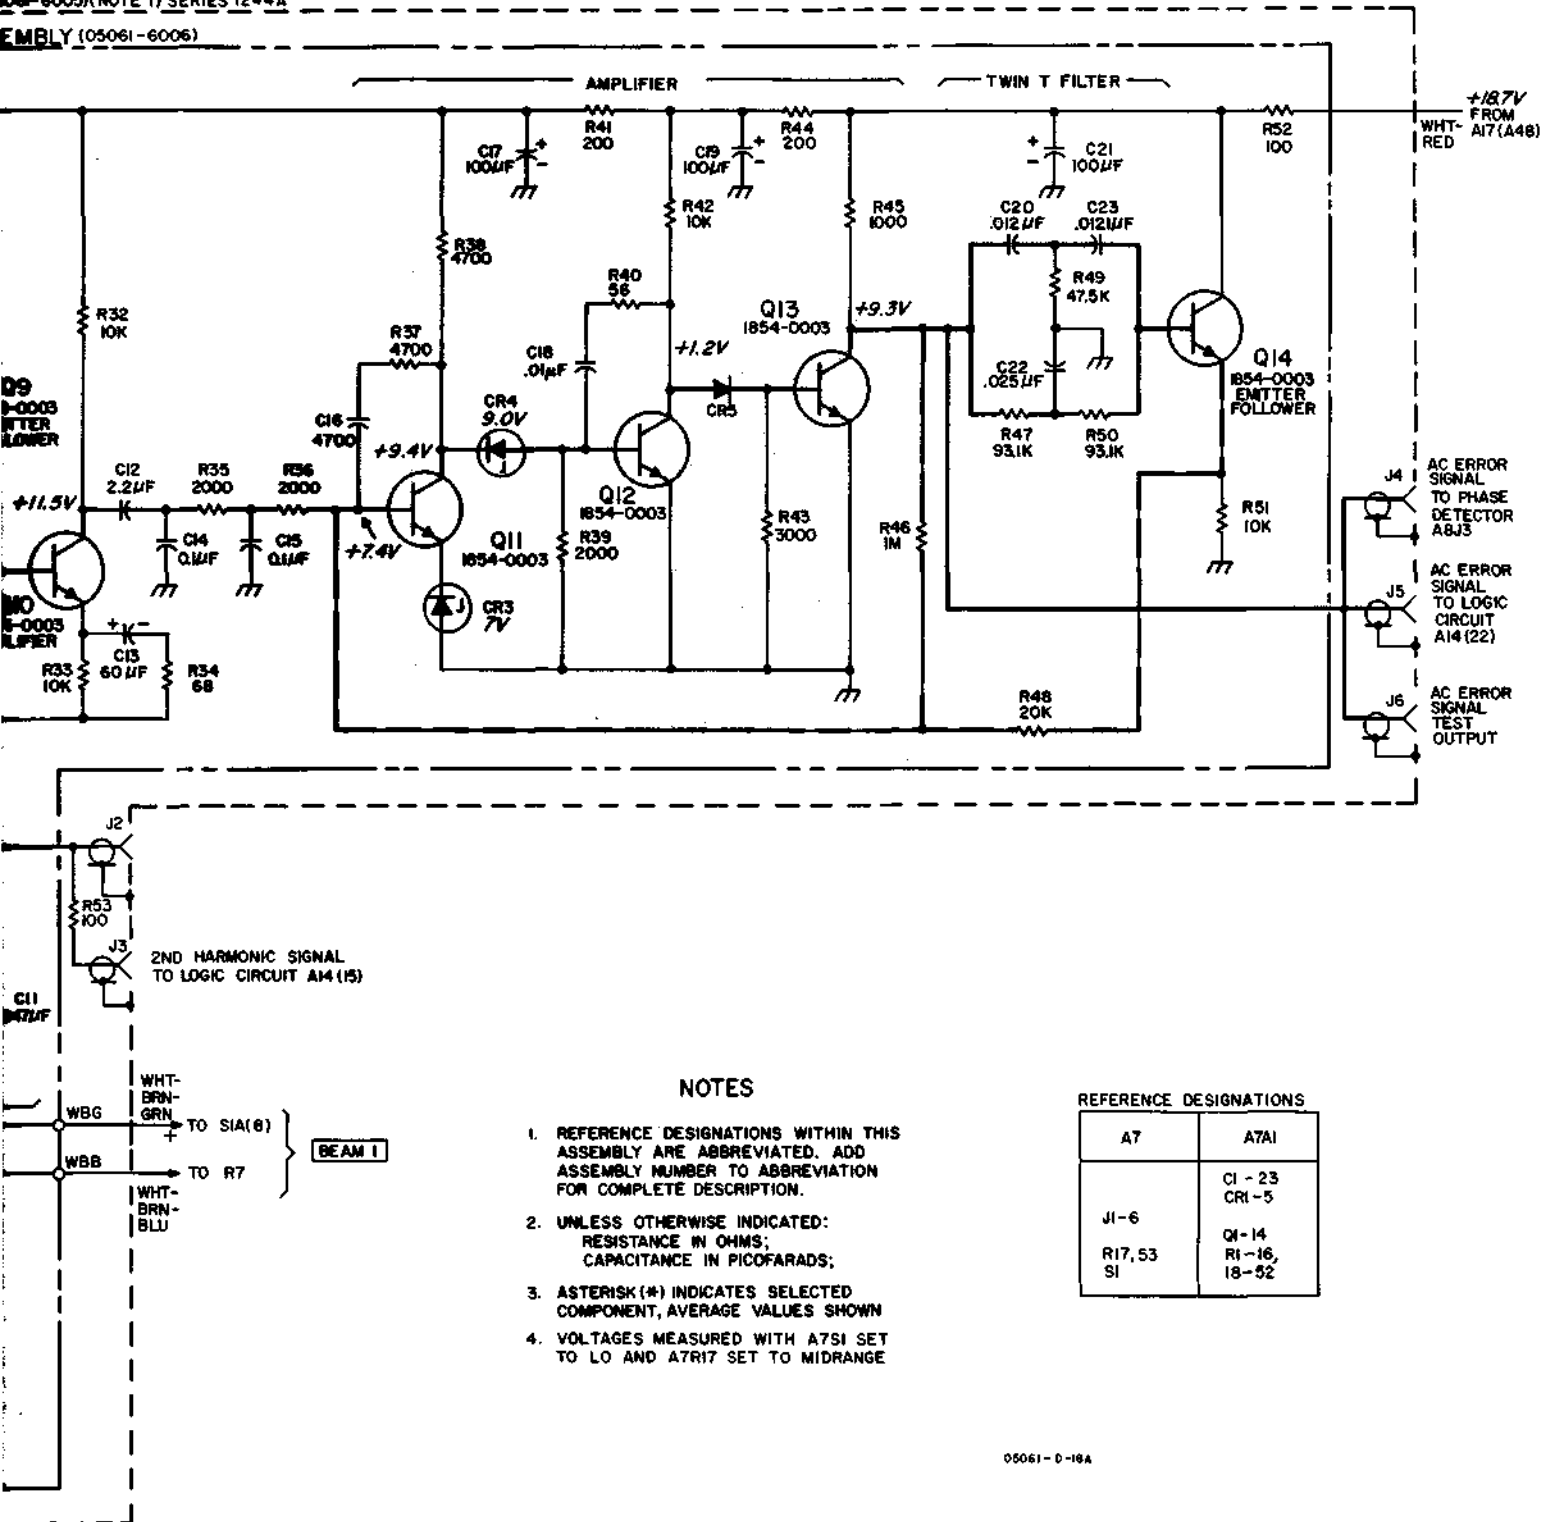 EMBLY (05061-6006)
AMPLIFIER
TWIN T FILTER
+18.7V
FROM
A17(A48)
WHT-
RED
R41
200
R44
200
R52
100
C17
100µF
+
-
C19
100µF
+
-
C21
100µF
+
-
R42
10K
R45
1000
C20
.012µF
C23
.0121µF
R38
4700
R40
56
R49
47.5K
R32
10K
R37
4700
C18
.01µF
Q13
1854-0003
+9.3V
+1.2V
C22
.025µF
Q14
1854-0003
EMITTER
FOLLOWER
Q9
-0003
TTER
LLOWER
CR4
9.0V
CR5
C16
4700
+9.4V
R47
93.1K
R50
93.1K
C12
2.2µF
R35
2000
R36
2000
+11.5V
Q12
1854-0003
C14
0.1µF
C15
0.1µF
+7.4V
Q11
1854-0003
R39
2000
R43
3000
R46
1M
R51
10K
J4
AC ERROR
SIGNAL
TO PHASE
DETECTOR
A8J3
J5
AC ERROR
SIGNAL
TO LOGIC
CIRCUIT
A14(22)
CR3
7V
-0003
LIFIER
+
-
C13
60µF
R33
10K
R34
68
R48
20K
J6
AC ERROR
SIGNAL
TEST
OUTPUT
J2
R53
100
J3
2ND HARMONIC SIGNAL
TO LOGIC CIRCUIT A14(15)
C11
47µF
WHT-
BRN-
GRN
WBG
+
TO S1A(8)
BEAM I
WBB
TO R7
WHT-
BRN-
BLU
NOTES
1. REFERENCE DESIGNATIONS WITHIN THIS
ASSEMBLY ARE ABBREVIATED. ADD
ASSEMBLY NUMBER TO ABBREVIATION
FOR COMPLETE DESCRIPTION.
2. UNLESS OTHERWISE INDICATED:
RESISTANCE IN OHMS;
CAPACITANCE IN PICOFARADS;
3. ASTERISK(*) INDICATES SELECTED
COMPONENT, AVERAGE VALUES SHOWN
4. VOLTAGES MEASURED WITH A7S1 SET
TO LO AND A7R17 SET TO MIDRANGE
REFERENCE DESIGNATIONS
A7
A7A1
C1-23
CR1-5
J1-6
Q1-14
R17,53
R1-16,
S1
18-52
05061-D-18A